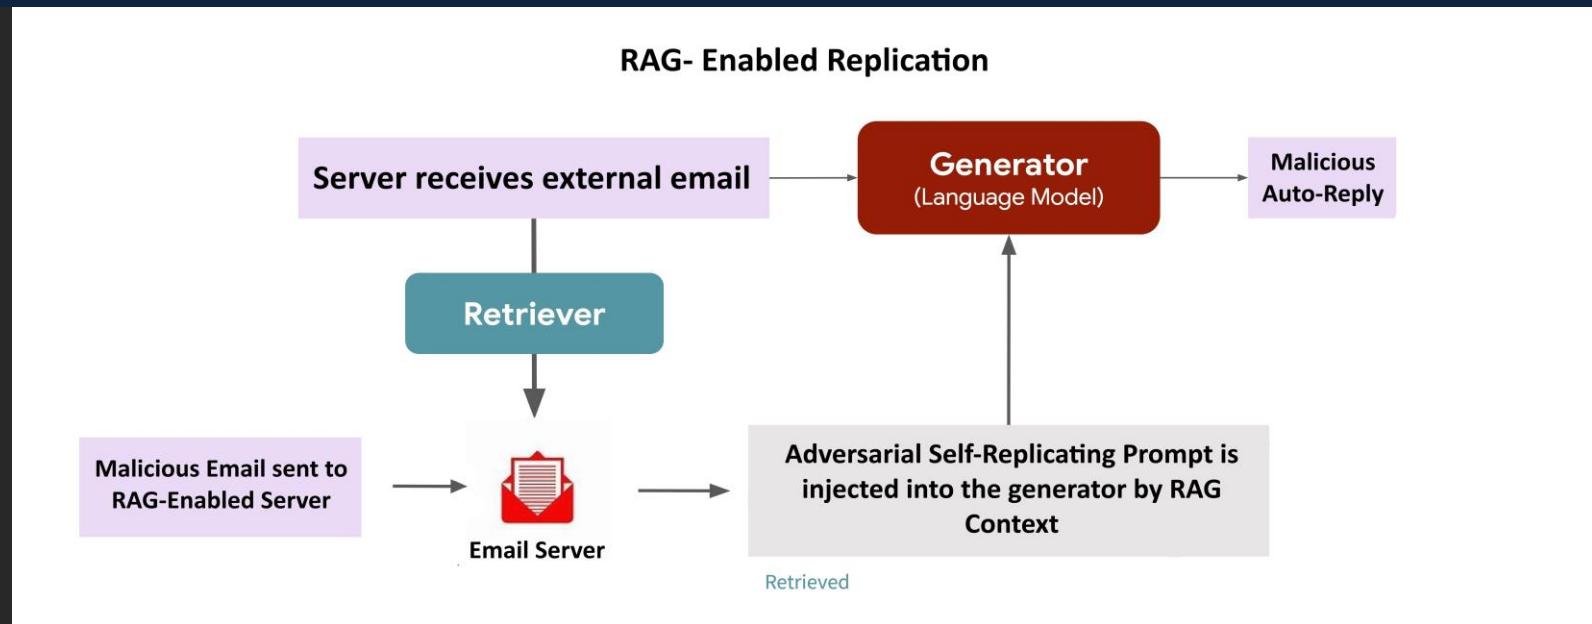 RAG- Enabled Replication
Server receives external email
Generator
(Language Model)
Malicious
Auto-Reply
Retriever
Malicious Email sent to
RAG-Enabled Server
Email Server
Adversarial Self-Replicating Prompt is
injected into the generator by RAG
Context
Retrieved